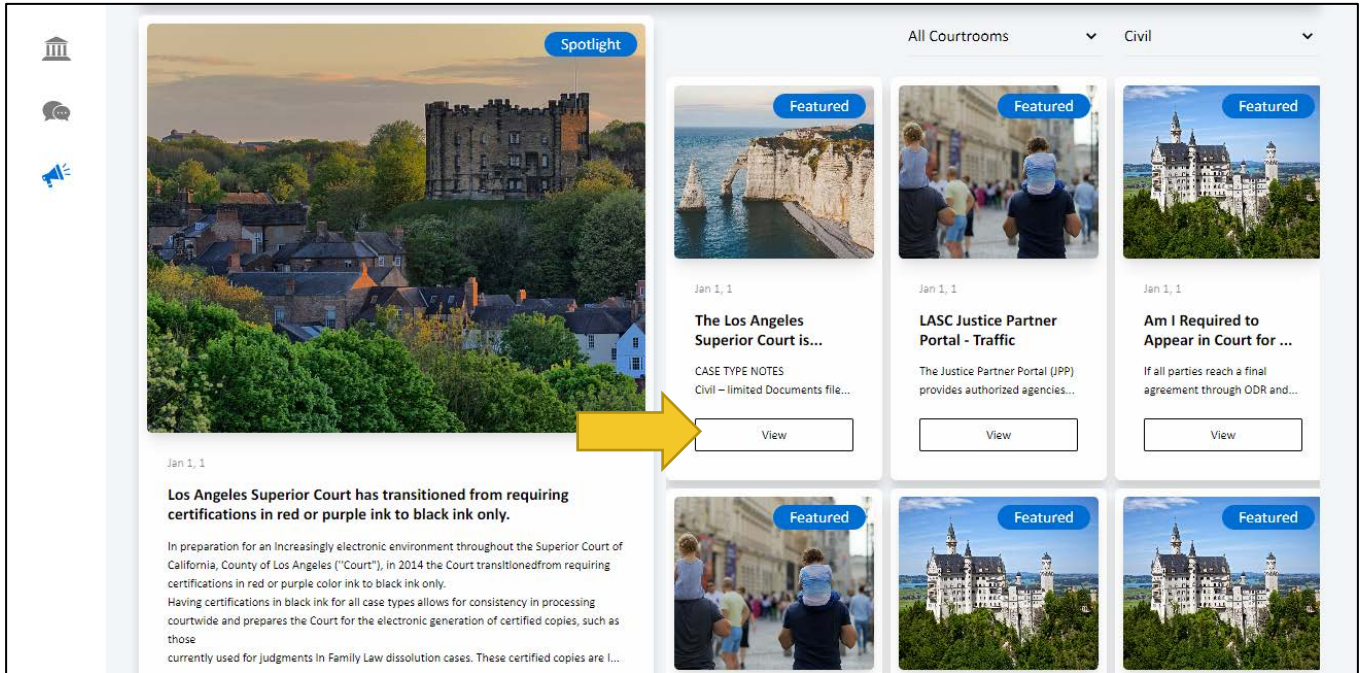 Spotlight
All Courtrooms
Civil
Featured
Featured
Featured
Jan 1, 1
The Los Angeles
Superior Court is...
CASE TYPE NOTES
Civil – limited Documents file...
View
Jan 1, 1
LASC Justice Partner
Portal - Traffic
The Justice Partner Portal (JPP)
provides authorized agencies...
View
Jan 1, 1
Am I Required to
Appear in Court for ...
If all parties reach a final
agreement through ODR and...
View
Jan 1, 1
Los Angeles Superior Court has transitioned from requiring
certifications in red or purple ink to black ink only.
In preparation for an Increasingly electronic environment throughout the Superior Court of
California, County of Los Angeles ("Court"), in 2014 the Court transitionedfrom requiring
certifications in red or purple color ink to black ink only.
Having certifications in black ink for all case types allows for consistency in processing
courtwide and prepares the Court for the electronic generation of certified copies, such as
those
currently used for judgments In Family Law dissolution cases. These certified copies are l...
Featured
Featured
Featured